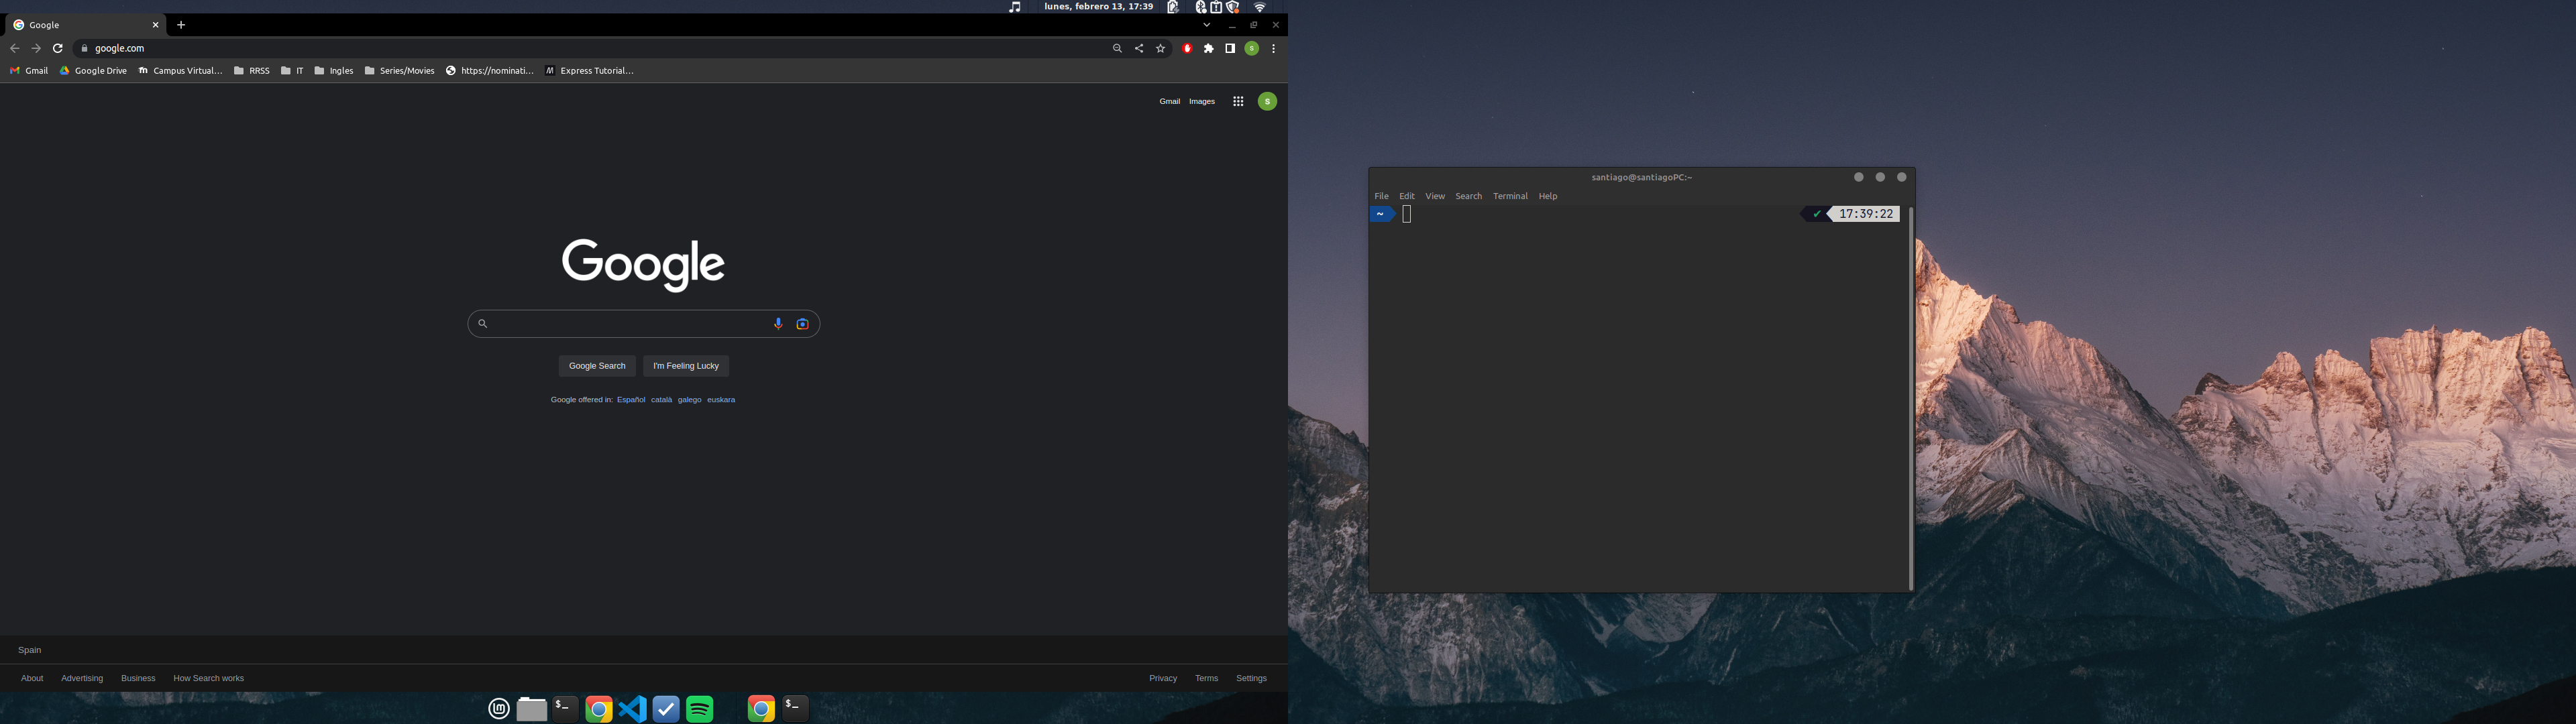 lunes, febrero 13, 17:39
Google
google.com
Gmail Google Drive Campus Virtual… RRSS IT Ingles Series/Movies https://nominati… Express Tutorial…
Gmail Images S
Google
Google Search I'm Feeling Lucky
Google offered in: Español català galego euskara
Spain
About Advertising Business How Search works Privacy Terms Settings
$_ $_
santiago@santiagoPC:~
File Edit View Search Terminal Help
~ 17:39:22